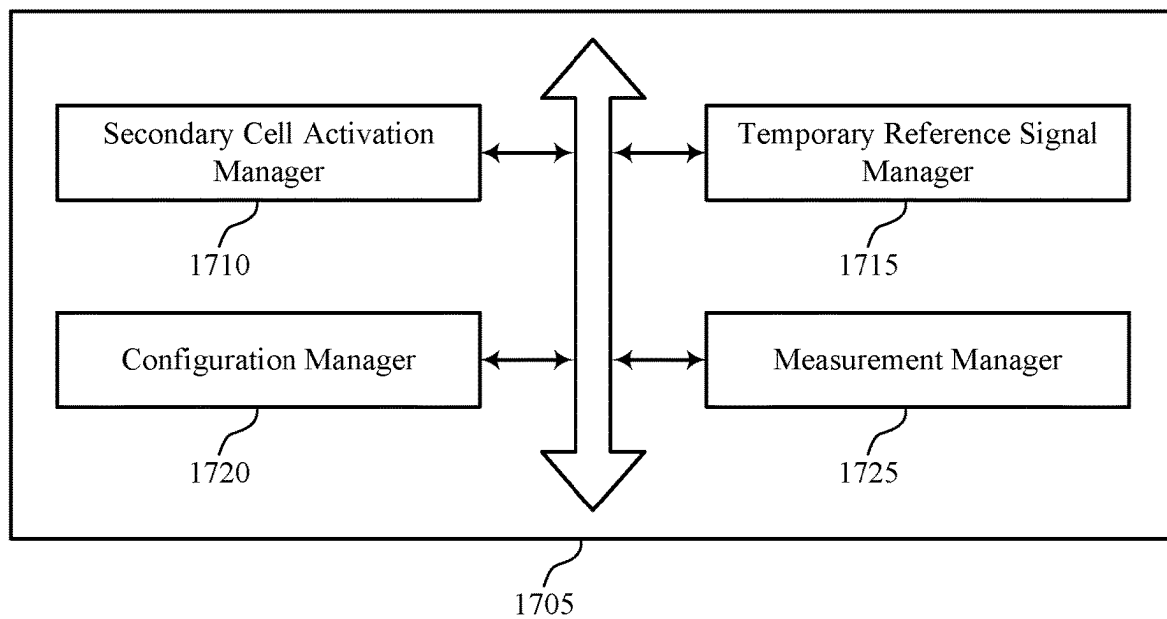 Secondary Cell Activation
Manager
1710
Temporary Reference Signal
Manager
1715
Configuration Manager
1720
Measurement Manager
1725
1705